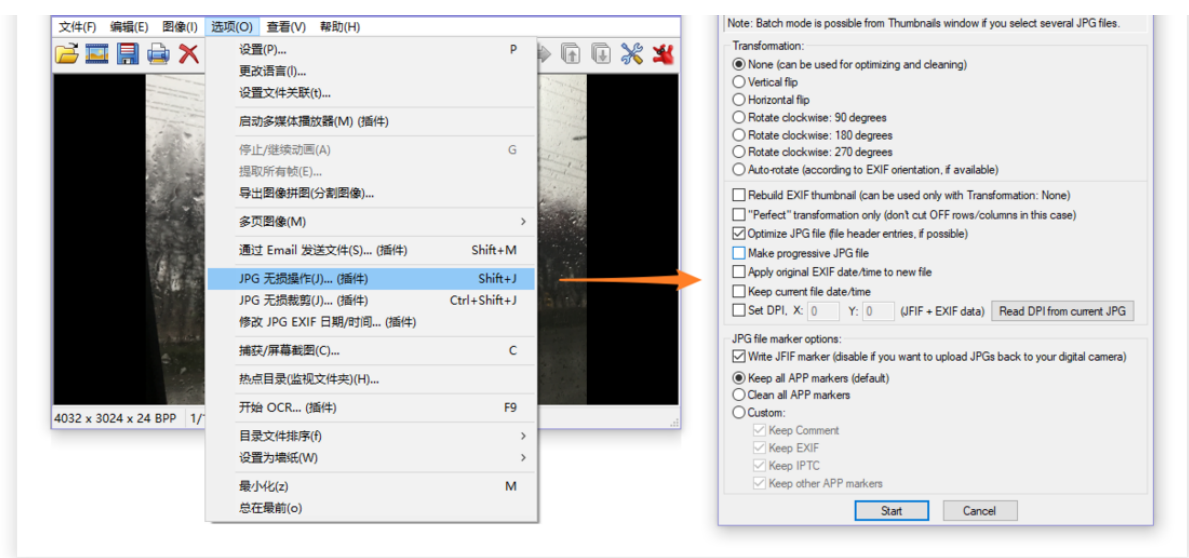 文件(F) 编辑(E) 图像(I) 选项(O) 查看(V) 帮助(H)
设置(P)... P
更改语言(l)...
设置文件关联(t)...
启动多媒体播放器(M) (插件)
停止/继续动画(A) G
提取所有帧(E)...
导出图像拼图(分割图像)...
多页图像(M)
通过 Email 发送文件(S)... (插件) Shift+M
JPG 无损操作(J)... (插件) Shift+J
JPG 无损裁剪(J)... (插件) Ctrl+Shift+J
修改 JPG EXIF 日期/时间... (插件)
捕获/屏幕截图(C)... C
热点目录(监视文件夹)(H)...
开始 OCR... (插件) F9
目录文件排序(f)
设置为墙纸(W)
最小化(z) M
总在最前(o)
4032 x 3024 x 24 BPP 1/
Note: Batch mode is possible from Thumbnails window if you select several JPG files.
Transformation:
None (can be used for optimizing and cleaning)
Vertical flip
Horizontal flip
Rotate clockwise: 90 degrees
Rotate clockwise: 180 degrees
Rotate clockwise: 270 degrees
Auto-rotate (according to EXIF orientation, if available)
Rebuild EXIF thumbnail (can be used only with Transformation: None)
"Perfect" transformation only (don't cut OFF rows/columns in this case)
Optimize JPG file (file header entries, if possible)
Make progressive JPG file
Apply original EXIF date/time to new file
Keep current file date/time
Set DPI, X: 0 Y: 0 (JFIF + EXIF data) Read DPI from current JPG
JPG file marker options:
Write JFIF marker (disable if you want to upload JPGs back to your digital camera)
Keep all APP markers (default)
Clean all APP markers
Custom:
Keep Comment
Keep EXIF
Keep IPTC
Keep other APP markers
Start Cancel